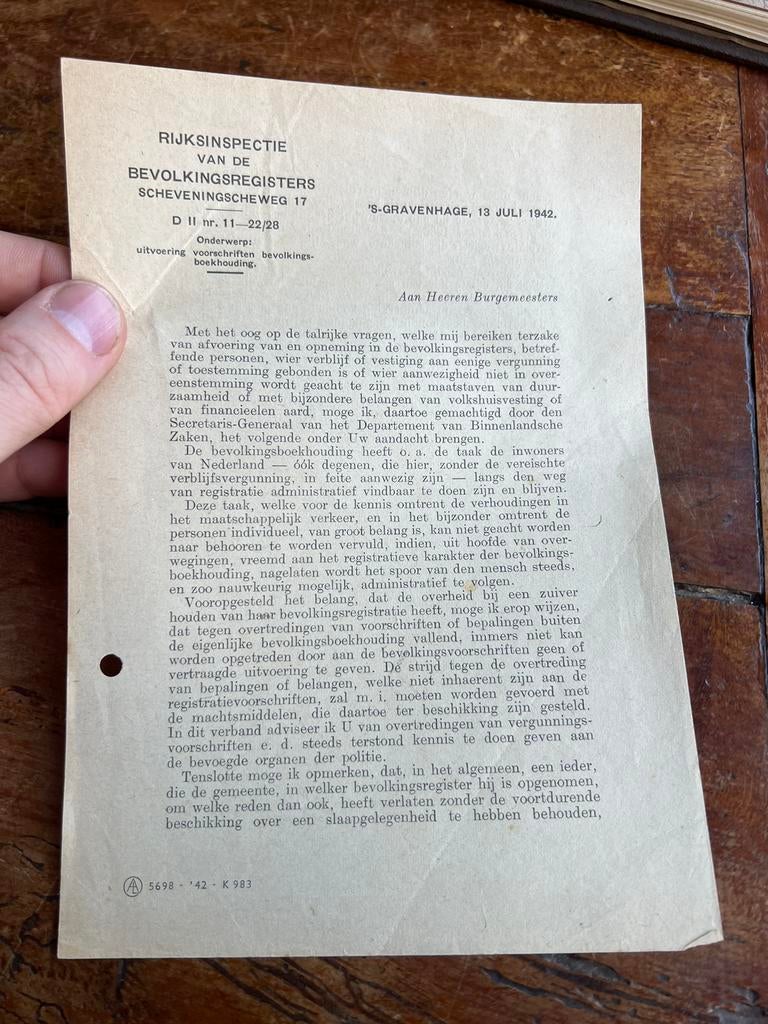 RIJKSINSPECTIE
VAN DE
BEVOLKINGSREGISTERS
SCHEVENINGSCHEWEG 17
D II nr. 11—22/28
Onderwerp:
uitvoering voorschriften bevolkings-
boekhouding.
'S-GRAVENHAGE, 13 JULI 1942.
Aan Heeren Burgemeesters
Met het oog op de talrijke vragen, welke mij bereiken terzake
van afvoering van en opneming in de bevolkingsregisters, betref-
fende personen, wier verblijf of vestiging aan eenige vergunning
of toestemming gebonden is of wier aanwezigheid niet in over-
eenstemming wordt geacht te zijn met maatstaven van duur-
zaamheid of met bijzondere belangen van volkshuisvesting of
van financieelen aard, moge ik, daartoe gemachtigd door den
Secretaris-Generaal van het Departement van Binnenlandsche
Zaken, het volgende onder Uw aandacht brengen.
De bevolkingsboekhouding heeft o. a. de taak de inwoners
van Nederland — óók degenen, die hier, zonder de vereischte
verblijfsvergunning, in feite aanwezig zijn — langs den weg
van registratie administratief vindbaar te doen zijn en blijven.
Deze taak, welke voor de kennis omtrent de verhoudingen in
het maatschappelijk verkeer, en in het bijzonder omtrent de
personen individueel, van groot belang is, kan niet geacht worden
naar behooren te worden vervuld, indien, uit hoofde van over-
wegingen, vreemd aan het registratieve karakter der bevolkings-
boekhouding, nagelaten wordt het spoor van den mensch steeds,
en zoo nauwkeurig mogelijk, administratief te volgen.
Vooropgesteld het belang, dat de overheid bij een zuiver
houden van haar bevolkingsregistratie heeft, moge ik erop wijzen,
dat tegen overtredingen van voorschriften of bepalingen buiten
de eigenlijke bevolkingsboekhouding vallend, immers niet kan
worden opgetreden door aan de bevolkingsvoorschriften geen of
vertraagde uitvoering te geven. De strijd tegen de overtreding
van bepalingen of belangen, welke niet inhaerent zijn aan de
registratievoorschriften, zal m. i. moeten worden gevoerd met
de machtsmiddelen, die daartoe ter beschikking zijn gesteld.
In dit verband adviseer ik U van overtredingen van vergunnings-
voorschriften e. d. steeds terstond kennis te doen geven aan
de bevoegde organen der politie.
Tenslotte moge ik opmerken, dat, in het algemeen, een ieder,
die de gemeente, in welker bevolkingsregister hij is opgenomen,
om welke reden dan ook, heeft verlaten zonder de voortdurende
beschikking over een slaapgelegenheid te hebben behouden,
AL 5698 - '42 - K 983